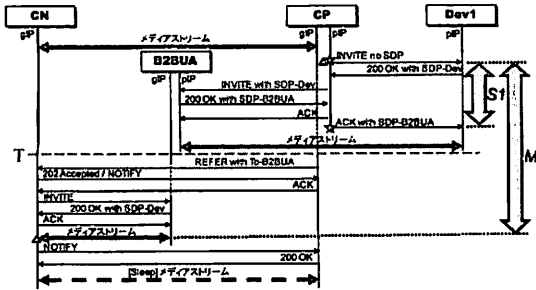 CN
CP
Dev1
gIP
gIP
pIP
pIP
メディアストリーム
B2BUA
gIP
pIP
INVITE no SDP
200 OK with SDP-Dev
INVITE with SDP-Dev
200 OK with SDP-B2BUA
ACK
S1
ACK with SDP-B2BUA
メディアストリーム
T
REFER with To-B2BUA
M
202 Accepted / NOTIFY
ACK
INVITE
200 OK with SDP-Dev
ACK
メディアストリーム
NOTIFY
200 OK
[Sleep]メディアストリーム